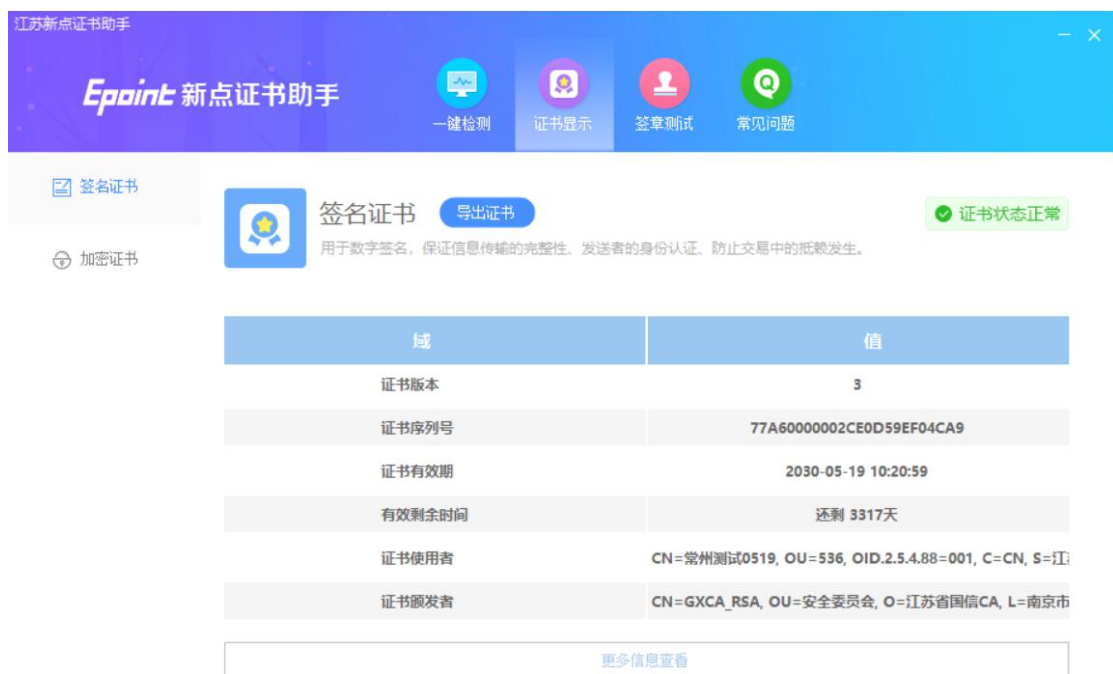 江苏新点证书助手
Epoint 新点证书助手
一键检测 证书显示 签章测试 常见问题
签名证书
加密证书
签名证书 导出证书
证书状态正常
用于数字签名，保证信息传输的完整性、发送者的身份认证、防止交易中的抵赖发生。
域 值
证书版本 3
证书序列号 77A60000002CE0D59EF04CA9
证书有效期 2030-05-19 10:20:59
有效剩余时间 还剩 3317天
证书使用者 CN=常州测试0519, OU=536, OID.2.5.4.88=001, C=CN, S=江
证书颁发者 CN=GXCA_RSA, OU=安全委员会, O=江苏省国信CA, L=南京市
更多信息查看